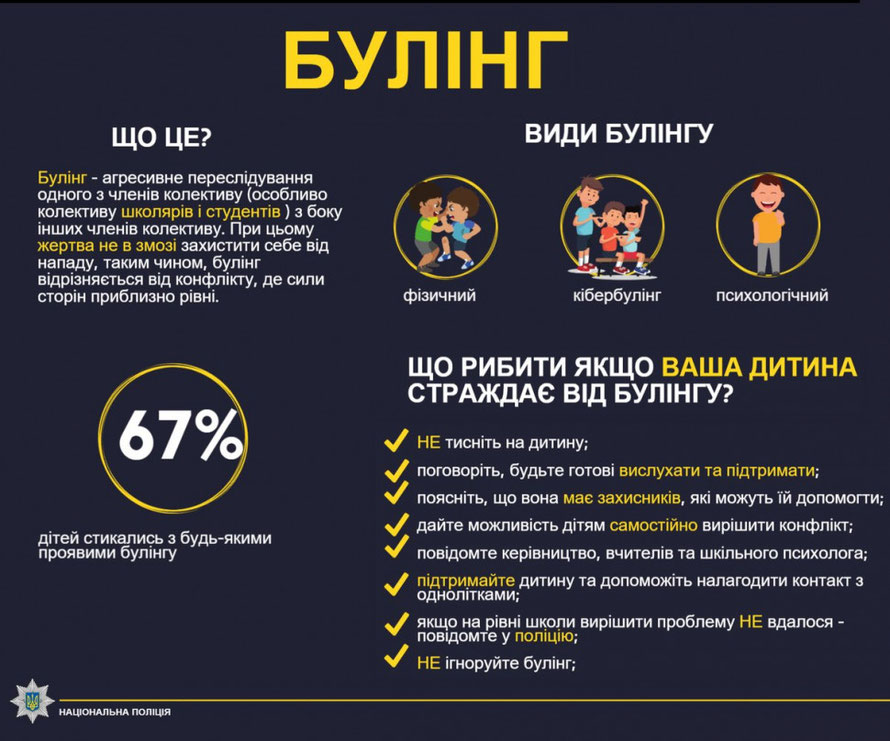 БУЛІНГ
ЩО ЦЕ?
Булінг - агресивне переслідування
одного з членів колективу (особливо
колективу школярів і студентів ) з боку
інших членів колективу. При цьому
жертва не в змозі захистити себе від
нападу, таким чином, булінг
відрізняється від конфлікту, де сили
сторін приблизно рівні.
ВИДИ БУЛІНГУ
фізичний
кібербулінг
психологічний
67%
дітей стикались з будь-якими
проявими булінгу
ЩО РИБИТИ ЯКЩО ВАША ДИТИНА
СТРАЖДАЄ ВІД БУЛІНГУ?
НЕ тисніть на дитину;
поговоріть, будьте готові вислухати та підтримати;
поясніть, що вона має захисників, які можуть їй допомогти;
дайте можливість дітям самостійно вирішити конфлікт;
повідомте керівництво, вчителів та шкільного психолога;
підтримайте дитину та допоможіть налагодити контакт з
однолітками;
якщо на рівні школи вирішити проблему НЕ вдалося -
повідомте у поліцію;
НЕ ігноруйте булінг;
НАЦІОНАЛЬНА ПОЛІЦІЯ